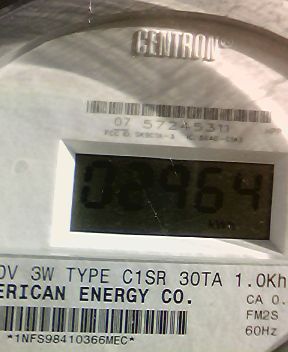 CENTRON®
07 57245311
02964
kWh
0V 3W TYPE C1SR 30TA 1.0Kh
ERICAN ENERGY CO.
CA 0.
FM2S
60Hz
*1NFS98410366MEC*